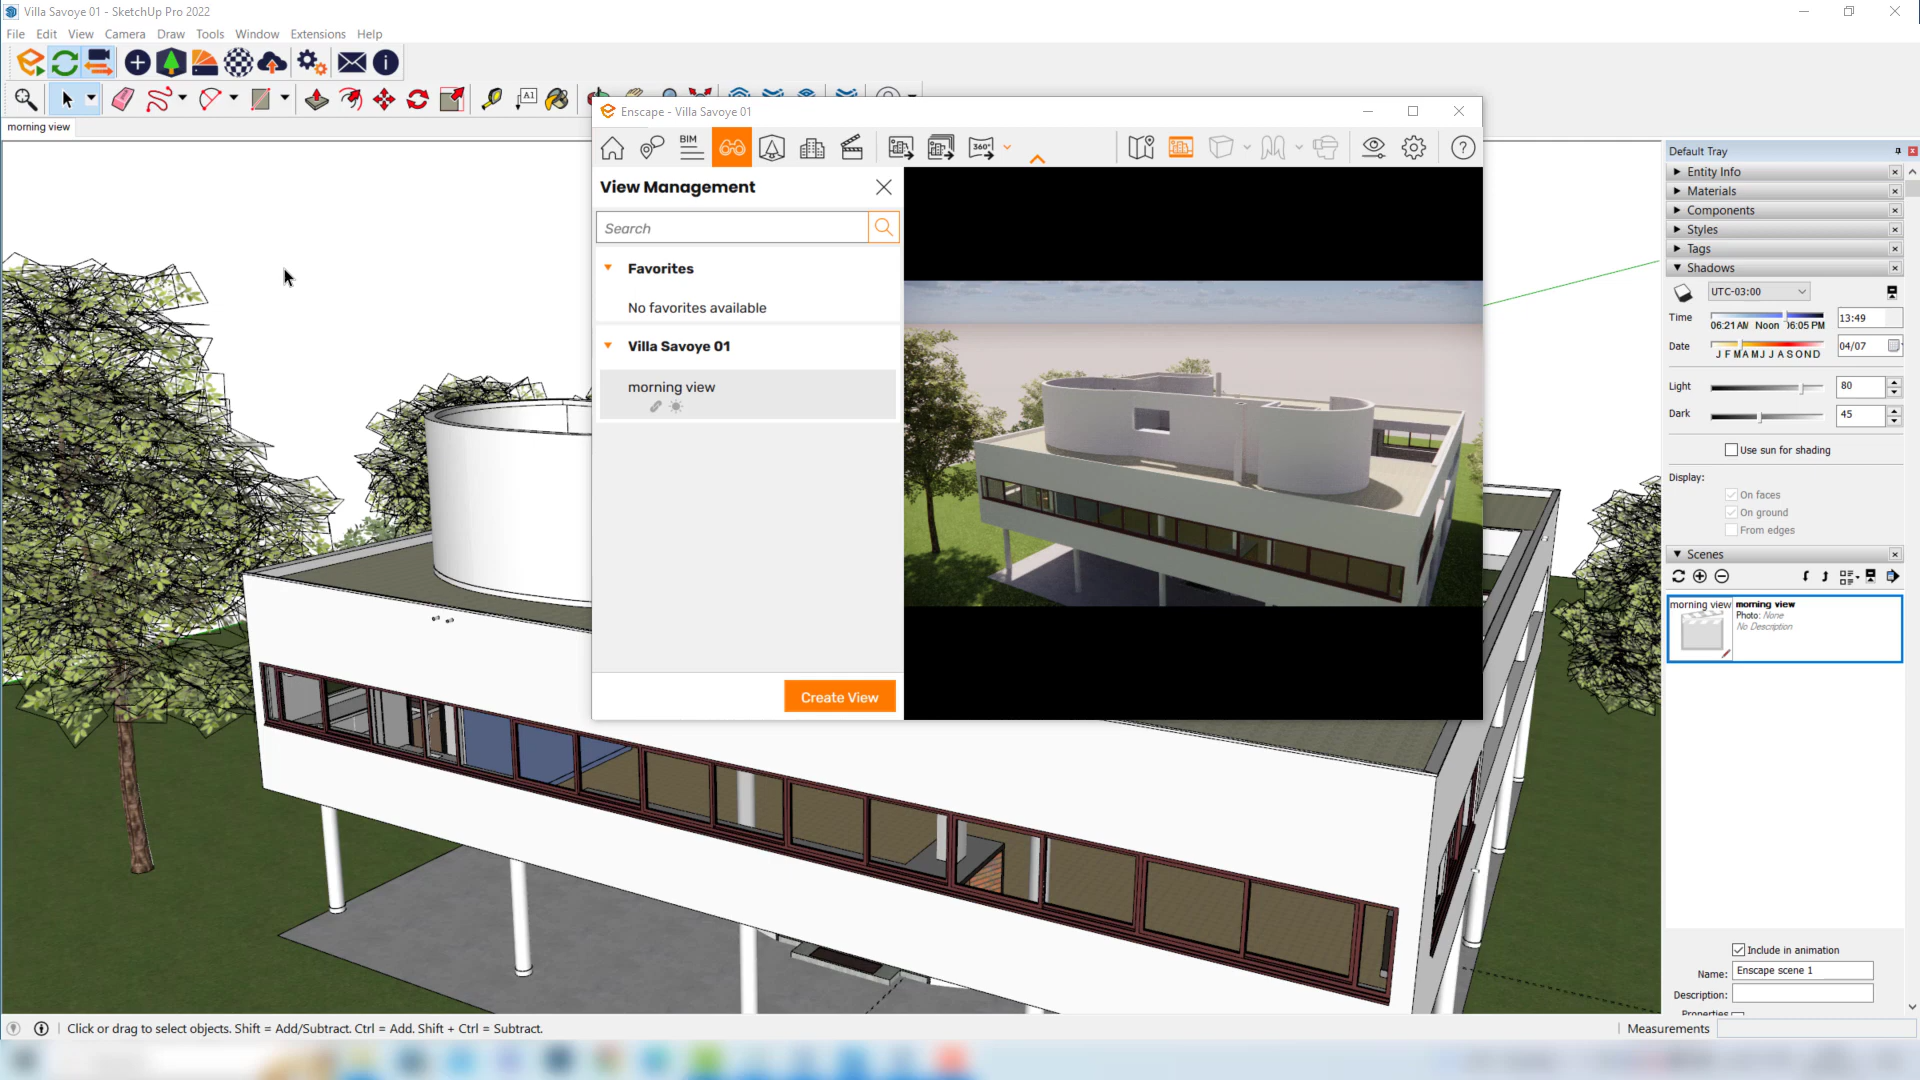 Villa Savoye 01 - SketchUp Pro 2022
File Edit View Camera Draw Tools Window Extensions Help
AI
morning view
Enscape - Villa Savoye 01
BIM
360°
?
View Management
Search
Favorites
No favorites available
Villa Savoye 01
morning view
Create View
Default Tray
Entity Info
Materials
Components
Styles
Tags
Shadows
UTC-03:00
Time
06:21 AM Noon 06:05 PM
13:49
Date
J F M A M J J A S O N D
04/07
Light
80
Dark
45
Use sun for shading
Display:
On faces
On ground
From edges
Scenes
morning view
morning view
Photo: None
No Description
Include in animation
Name: Enscape scene 1
Description:
Properties
Click or drag to select objects. Shift = Add/Subtract. Ctrl = Add. Shift + Ctrl = Subtract.
Measurements